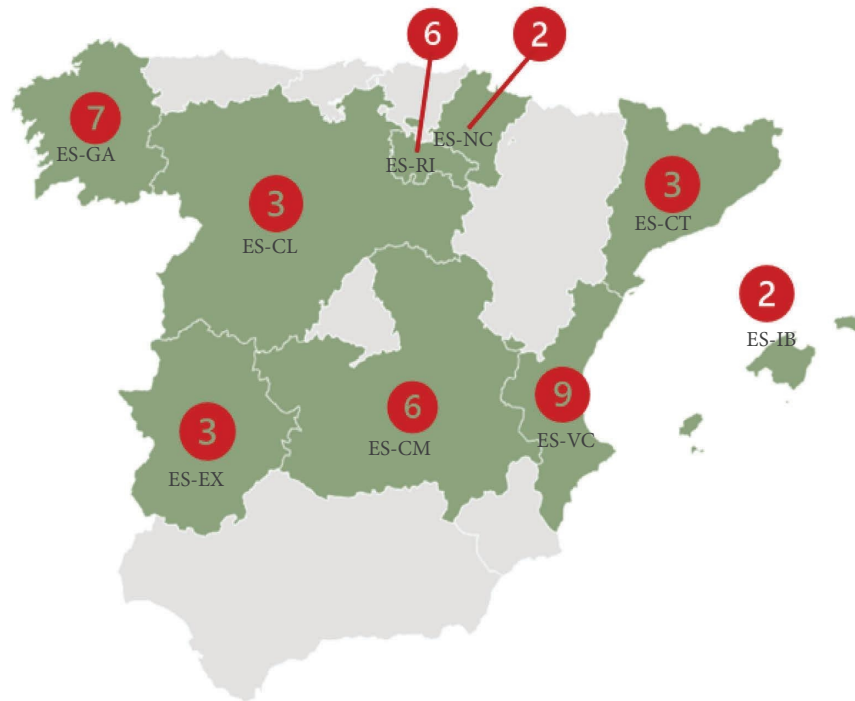 6
2
7
ES-GA
ES-NC
ES-RI
3
ES-CL
3
ES-CT
2
ES-IB
3
ES-EX
6
ES-CM
9
ES-VC